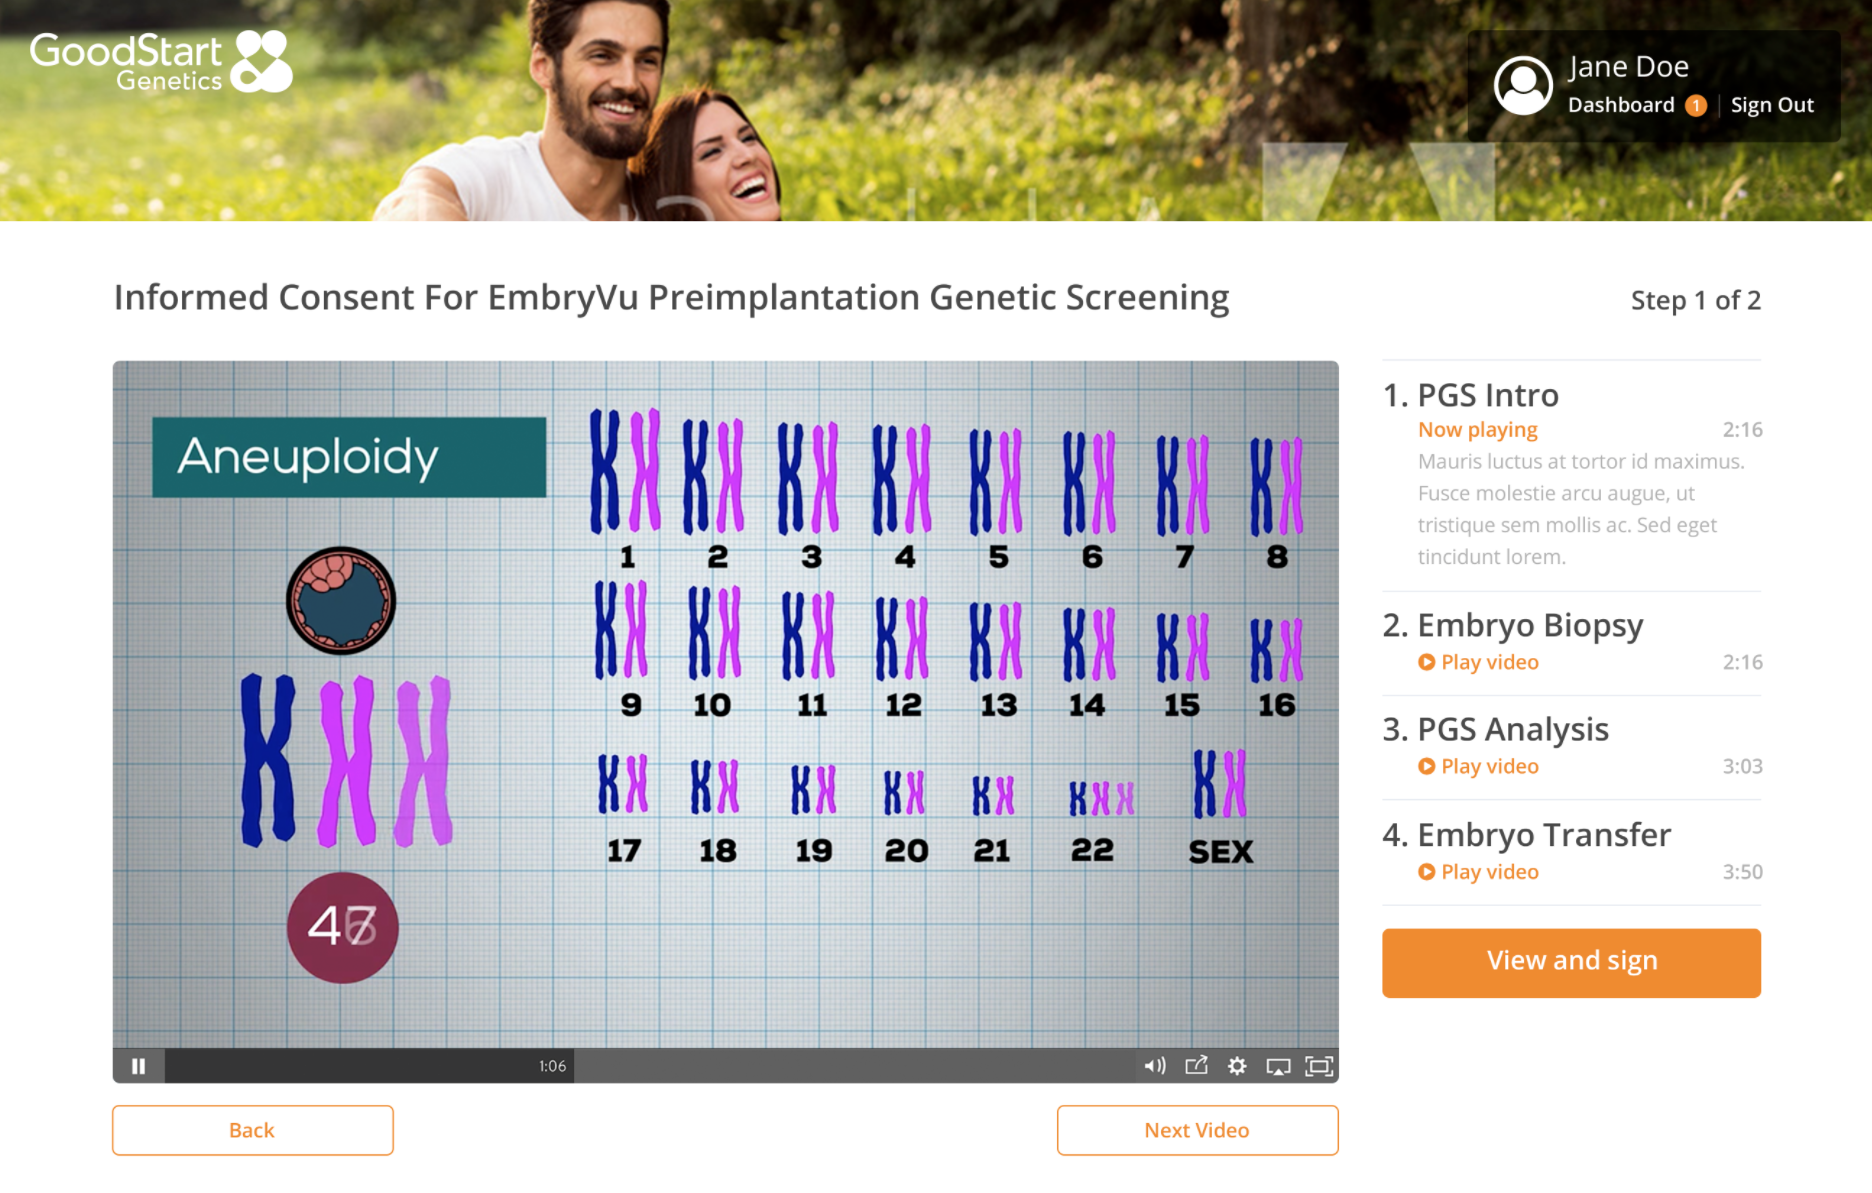 GoodStart
Genetics
Jane Doe
Dashboard 1 | Sign Out
Informed Consent For EmbryVu Preimplantation Genetic Screening
Step 1 of 2
Aneuploidy
1 2 3 4 5 6 7 8
9 10 11 12 13 14 15 16
17 18 19 20 21 22 SEX
1:06
Back
Next Video
1. PGS Intro
Now playing 2:16
Mauris luctus at tortor id maximus.
Fusce molestie arcu augue, ut
tristique sem mollis ac. Sed eget
tincidunt lorem.
2. Embryo Biopsy
Play video 2:16
3. PGS Analysis
Play video 3:03
4. Embryo Transfer
Play video 3:50
View and sign